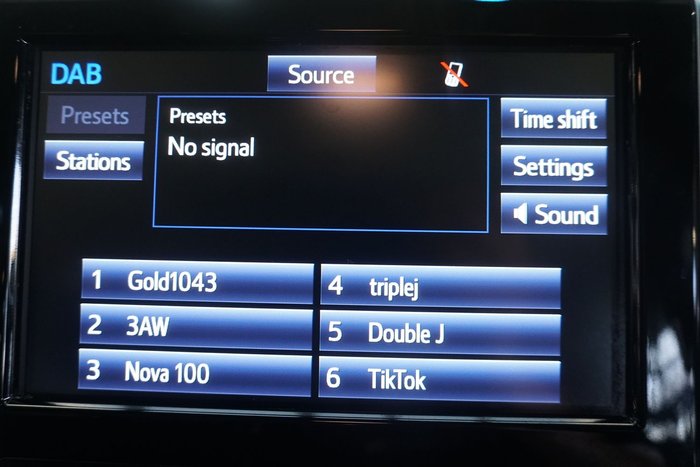 DAB
Source
Presets
Stations
Presets
No signal
Time shift
Settings
Sound
1 Gold1043
2 3AW
3 Nova 100
4 triplej
5 Double J
6 TikTok